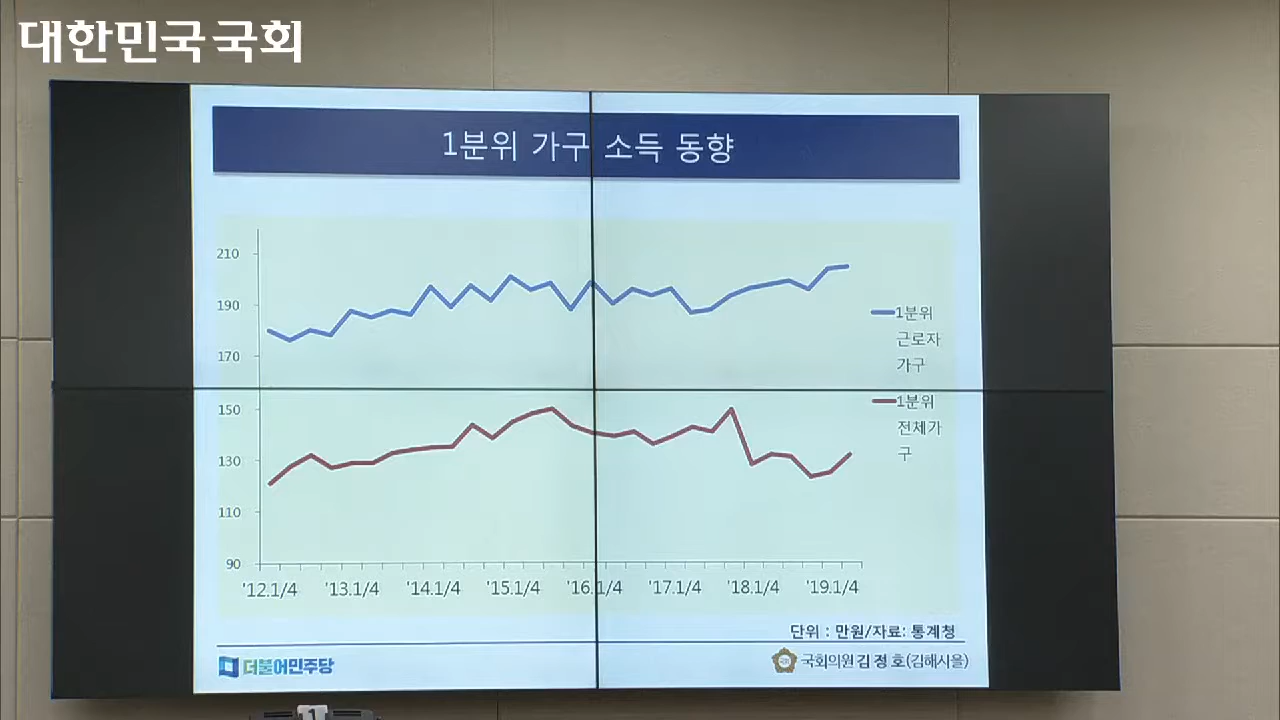 대한민국국회
1분위 가구 소득 동향
210
190
170
150
130
110
90
'12.1/4 '13.1/4 '14.1/4 '15.1/4 '16.1/4 '17.1/4 '18.1/4 '19.1/4
1분위
근로자
가구
1분위
전체가
구
단위 : 만원/자료: 통계청
더불어민주당
국회의원 김 정 호(김해시을)
1